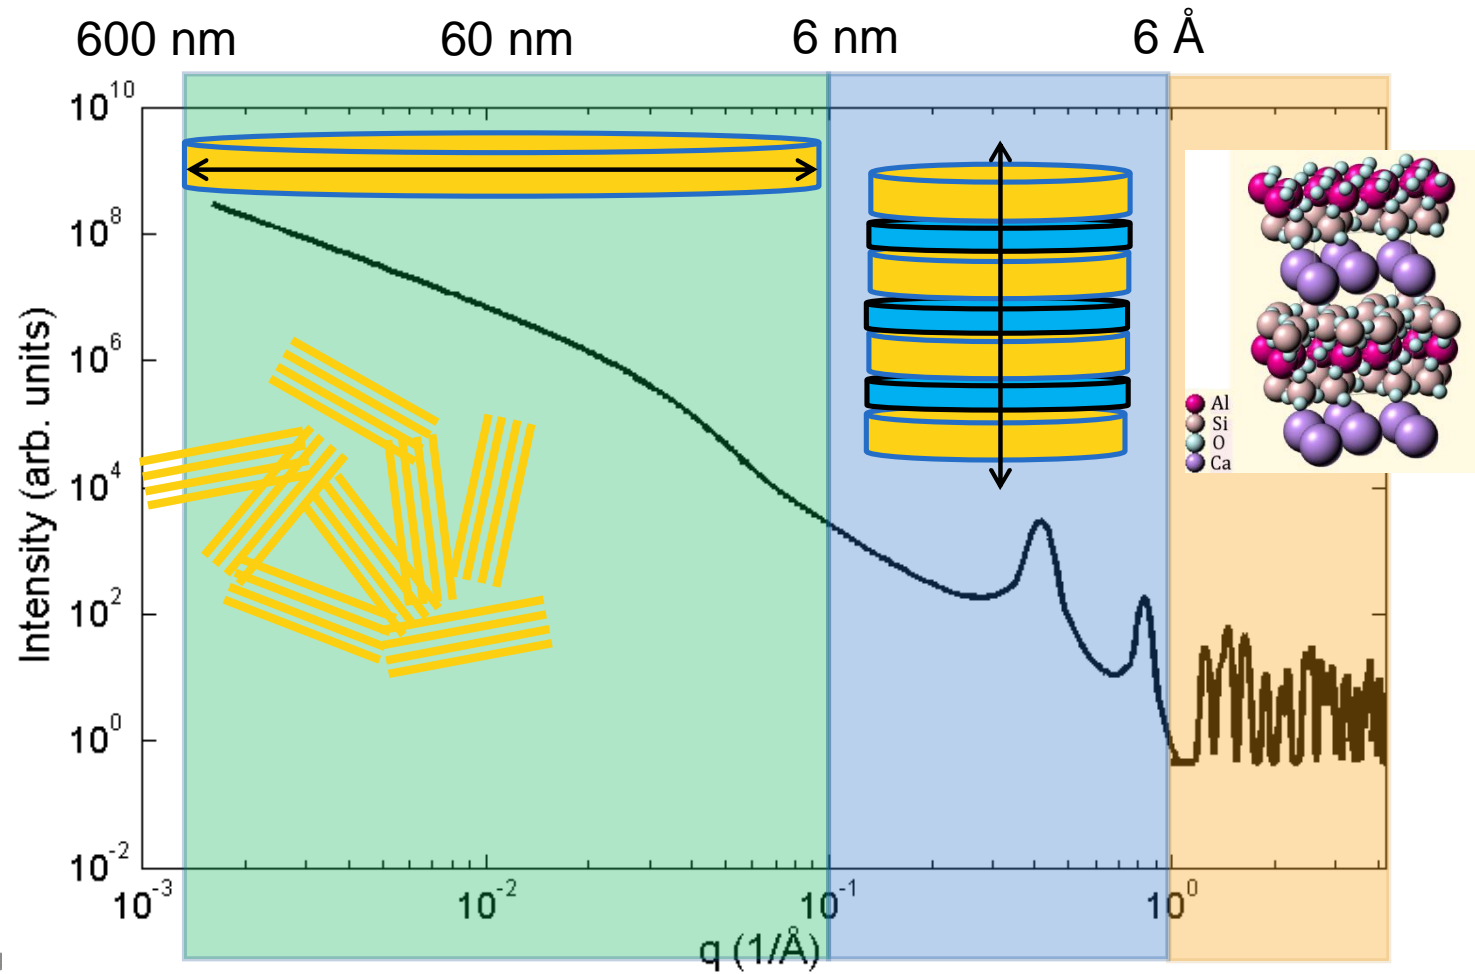 600 nm 60 nm 6 nm 6 Å
10^10
10^8
10^6
10^4
10^2
10^0
10^-2
Intensity (arb. units)
Al
Si
O
Ca
10^-3 10^-2 10^-1 10^0
q (1/Å)